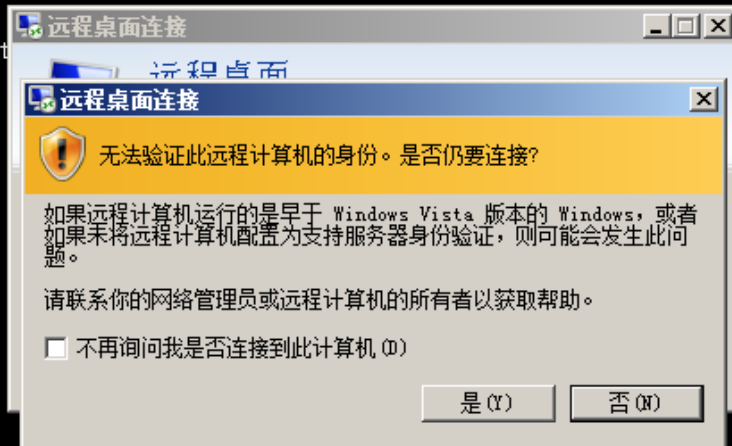 远程桌面连接
远程桌面
远程桌面连接
无法验证此远程计算机的身份。是否仍要连接?
如果远程计算机运行的是早于 Windows Vista 版本的 Windows，或者
如果未将远程计算机配置为支持服务器身份验证，则可能会发生此问
题。
请联系你的网络管理员或远程计算机的所有者以获取帮助。
不再询问我是否连接到此计算机(D)
是(Y)
否(N)